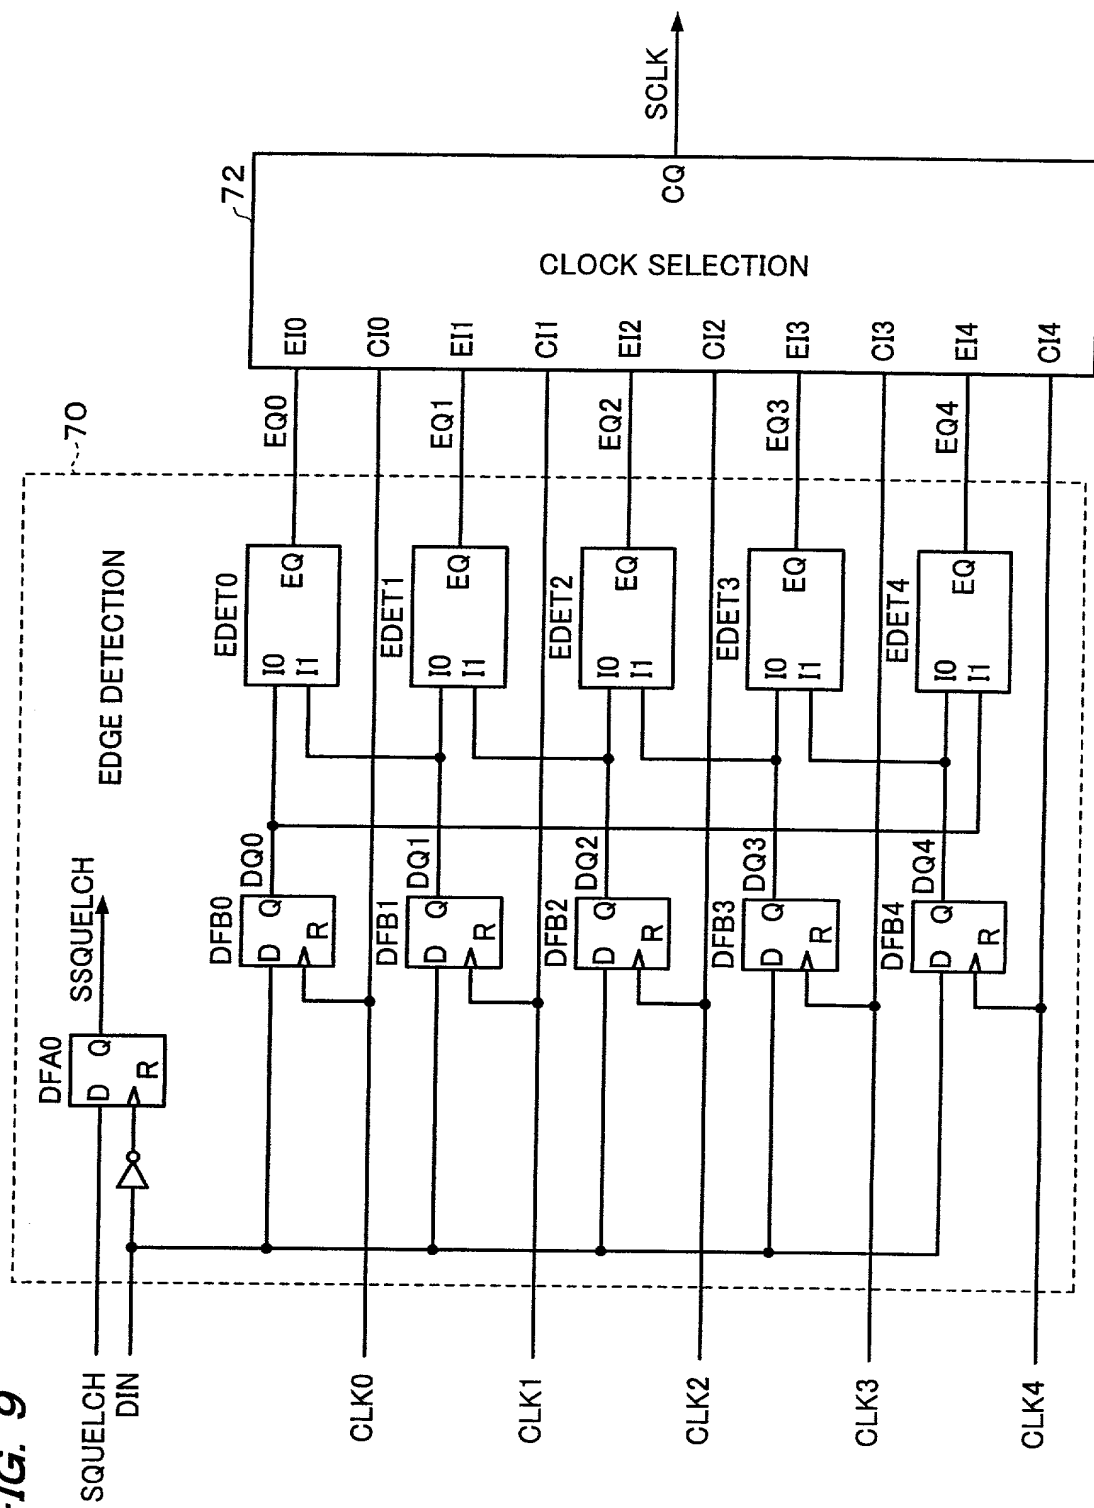 FIG. 9
SQUELCH
DIN
CLK0
CLK1
CLK2
CLK3
CLK4
70
EDGE DETECTION
DFA0
D
Q
R
SSQUELCH
DFB0
D
Q
R
DQ0
DFB1
D
Q
R
DQ1
DFB2
D
Q
R
DQ2
DFB3
D
Q
R
DQ3
DFB4
D
Q
R
DQ4
EDET0
I0
I1
EQ
EDET1
I0
I1
EQ
EDET2
I0
I1
EQ
EDET3
I0
I1
EQ
EDET4
I0
I1
EQ
EQ0
EQ1
EQ2
EQ3
EQ4
72
EI0
CI0
EI1
CI1
EI2
CI2
EI3
CI3
EI4
CI4
CLOCK SELECTION
CQ
SCLK